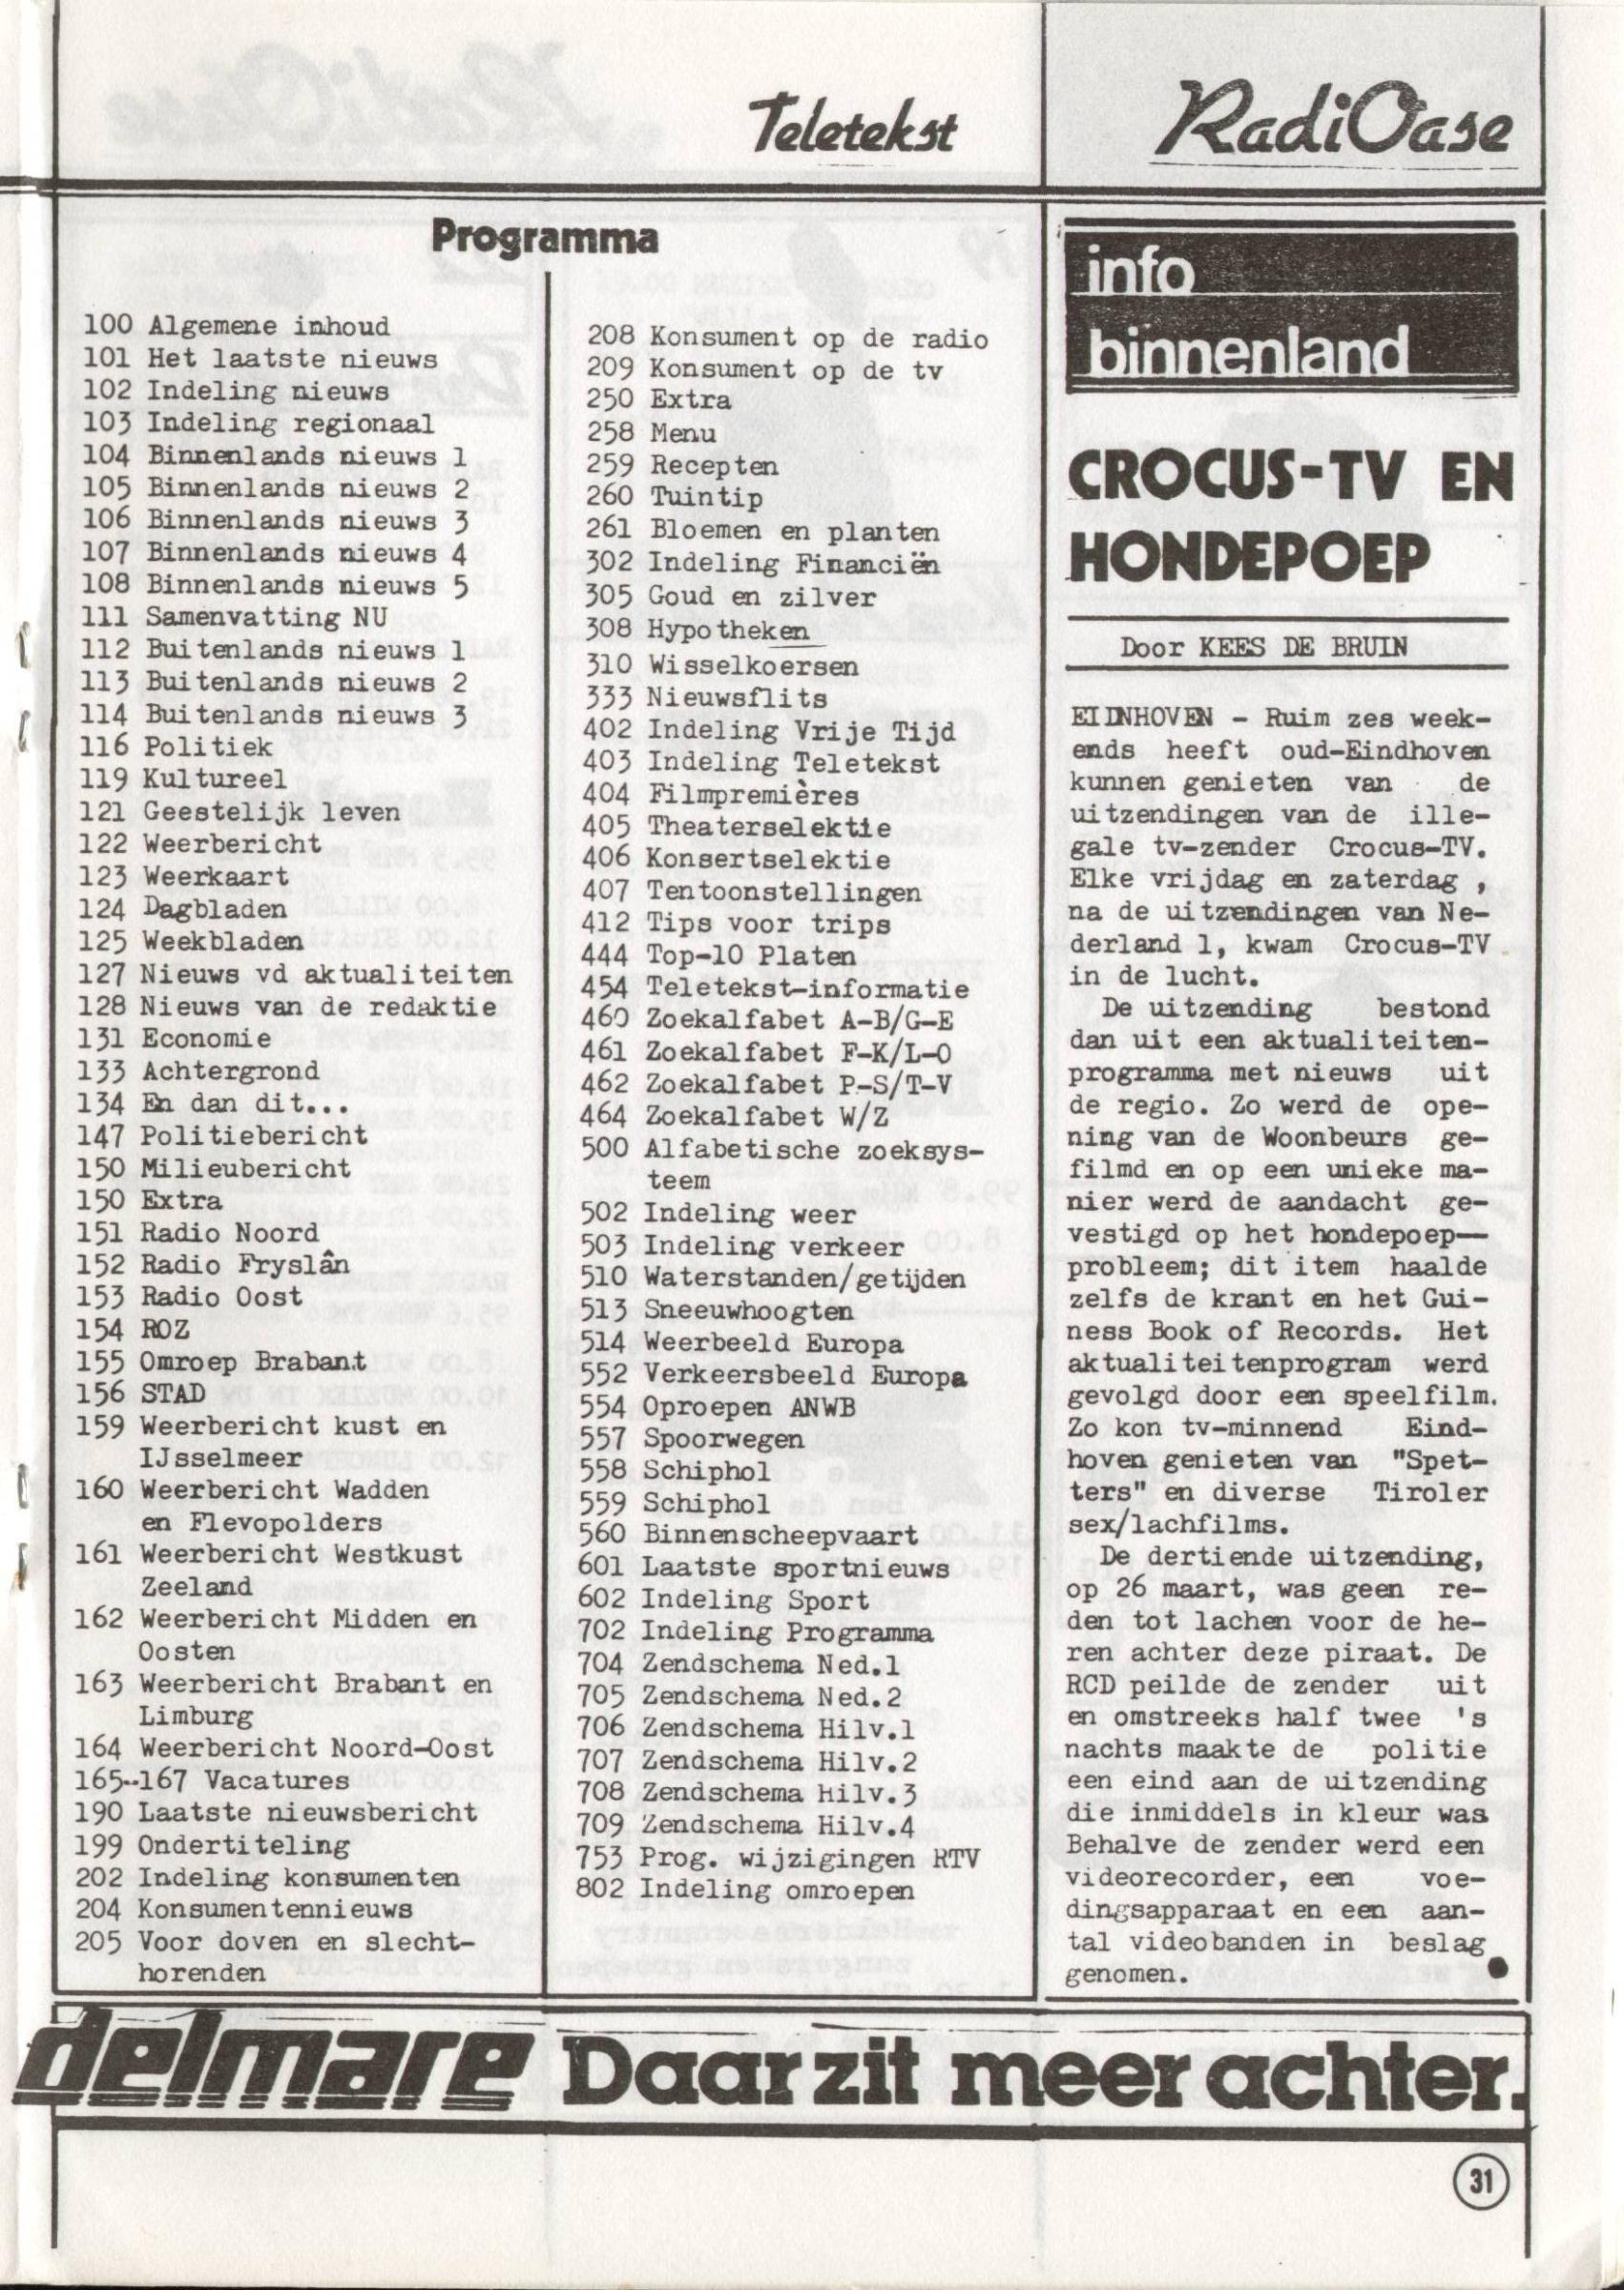 Teletekst
RadiOase
Programma
100 Algemene inhoud
101 Het laatste nieuws
102 Indeling nieuws
103 Indeling regionaal
104 Binnenlands nieuws 1
105 Binnenlands nieuws 2
106 Binnenlands nieuws 3
107 Binnenlands nieuws 4
108 Binnenlands nieuws 5
111 Samenvatting NU
112 Buitenlands nieuws 1
113 Buitenlands nieuws 2
114 Buitenlands nieuws 3
116 Politiek
119 Kultureel
121 Geestelijk leven
122 Weerbericht
123 Weerkaart
124 Dagbladen
125 Weekbladen
127 Nieuws vd aktualiteiten
128 Nieuws van de redaktie
131 Economie
133 Achtergrond
134 En dan dit...
147 Politiebericht
150 Milieubericht
150 Extra
151 Radio Noord
152 Radio Fryslân
153 Radio Oost
154 ROZ
155 Omroep Brabant
156 STAD
159 Weerbericht kust en
IJsselmeer
160 Weerbericht Wadden
en Flevopolders
161 Weerbericht Westkust
Zeeland
162 Weerbericht Midden en
Oosten
163 Weerbericht Brabant en
Limburg
164 Weerbericht Noord-Oost
165--167 Vacatures
190 Laatste nieuwsbericht
199 Ondertiteling
202 Indeling konsumenten
204 Konsumentennieuws
205 Voor doven en slecht-
horenden
208 Konsument op de radio
209 Konsument op de tv
250 Extra
258 Menu
259 Recepten
260 Tuintip
261 Bloemen en planten
302 Indeling Financiën
305 Goud en zilver
308 Hypotheken
310 Wisselkoersen
333 Nieuwsflits
402 Indeling Vrije Tijd
403 Indeling Teletekst
404 Filmpremières
405 Theaterselektie
406 Konsertselektie
407 Tentoonstellingen
412 Tips voor trips
444 Top-10 Platen
454 Teletekst-informatie
460 Zoekalfabet A-B/G-E
461 Zoekalfabet F-K/L-O
462 Zoekalfabet P-S/T-V
464 Zoekalfabet W/Z
500 Alfabetische zoeksys-
teem
502 Indeling weer
503 Indeling verkeer
510 Waterstanden/getijden
513 Sneeuwhoogten
514 Weerbeeld Europa
552 Verkeersbeeld Europa
554 Oproepen ANWB
557 Spoorwegen
558 Schiphol
559 Schiphol
560 Binnenscheepvaart
601 Laatste sportnieuws
602 Indeling Sport
702 Indeling Programma
704 Zendschema Ned.1
705 Zendschema Ned.2
706 Zendschema Hilv.1
707 Zendschema Hilv.2
708 Zendschema Hilv.3
709 Zendschema Hilv.4
753 Prog. wijzigingen RTV
802 Indeling omroepen
info
binnenland
CROCUS-TV EN
HONDEPOEP
Door KEES DE BRUIN
EIDNHOVEN - Ruim zes week-
ends heeft oud-Eindhoven
kunnen genieten van de
uitzendingen van de ille-
gale tv-zender Crocus-TV.
Elke vrijdag en zaterdag ,
na de uitzendingen van Ne-
derland 1, kwam Crocus-TV
in de lucht.
De uitzending bestond
dan uit een aktualiteiten-
programma met nieuws uit
de regio. Zo werd de ope-
ning van de Woonbeurs ge-
filmd en op een unieke ma-
nier werd de aandacht ge-
vestigd op het hondepoep-
probleem; dit item haalde
zelfs de krant en het Gui-
ness Book of Records. Het
aktualiteitenprogram werd
gevolgd door een speelfilm.
Zo kon tv-minnend Eind-
hoven genieten van "Spet-
ters" en diverse Tiroler
sex/lachfilms.
De dertiende uitzending,
op 26 maart, was geen re-
den tot lachen voor de he-
ren achter deze piraat. De
RCD peilde de zender uit
en omstreeks half twee 's
nachts maakte de politie
een eind aan de uitzending
die inmiddels in kleur was
Behalve de zender werd een
videorecorder, een voe-
dingsapparaat en een aan-
tal videobanden in beslag
genomen.
delmare Daar zit meer achter.
31